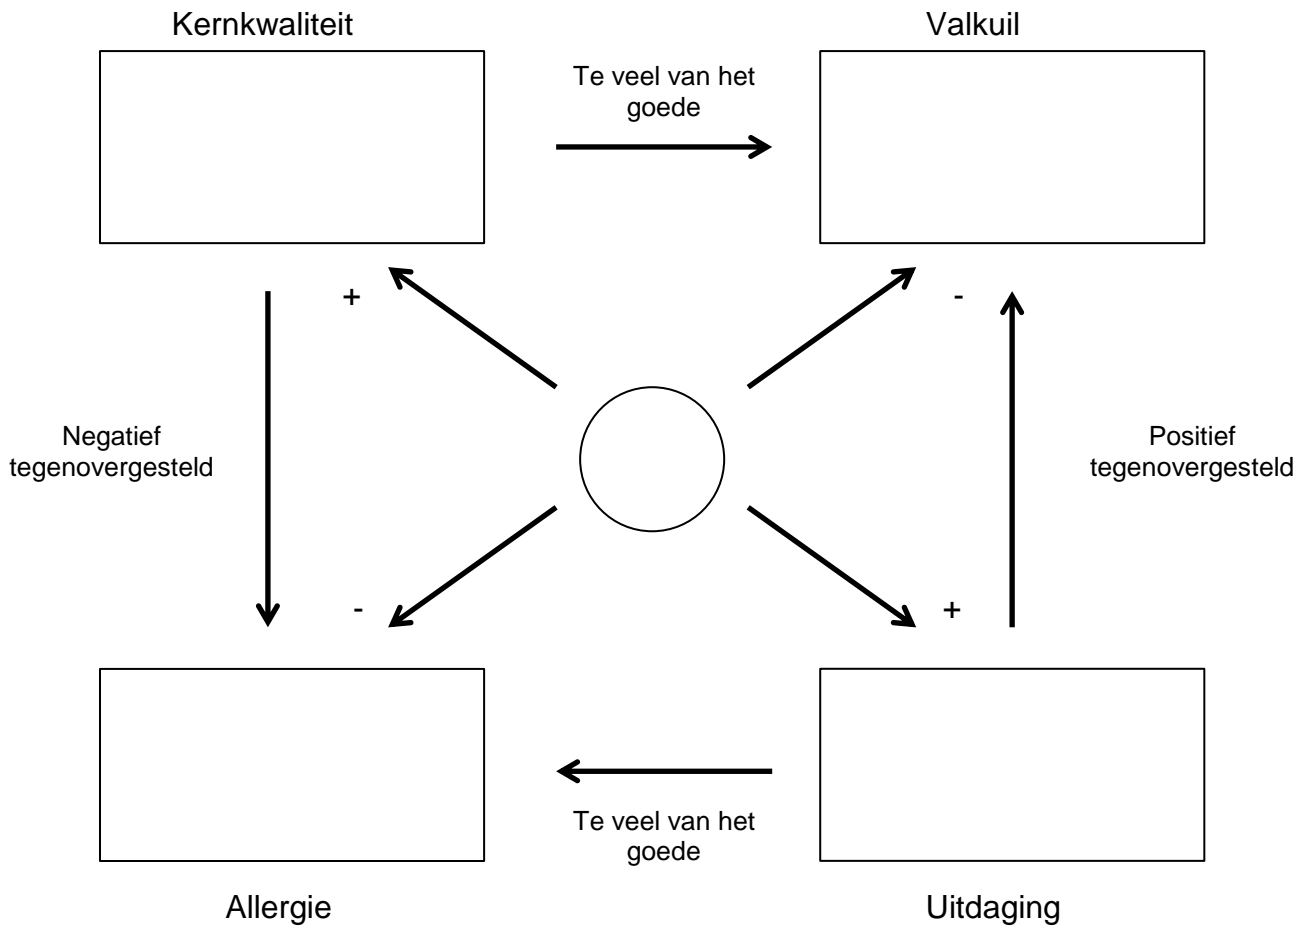 Kernkwaliteit
Valkuil
Te veel van het
goede
+
-
Negatief
tegenovergesteld
Positief
tegenovergesteld
-
+
Te veel van het
goede
Allergie
Uitdaging